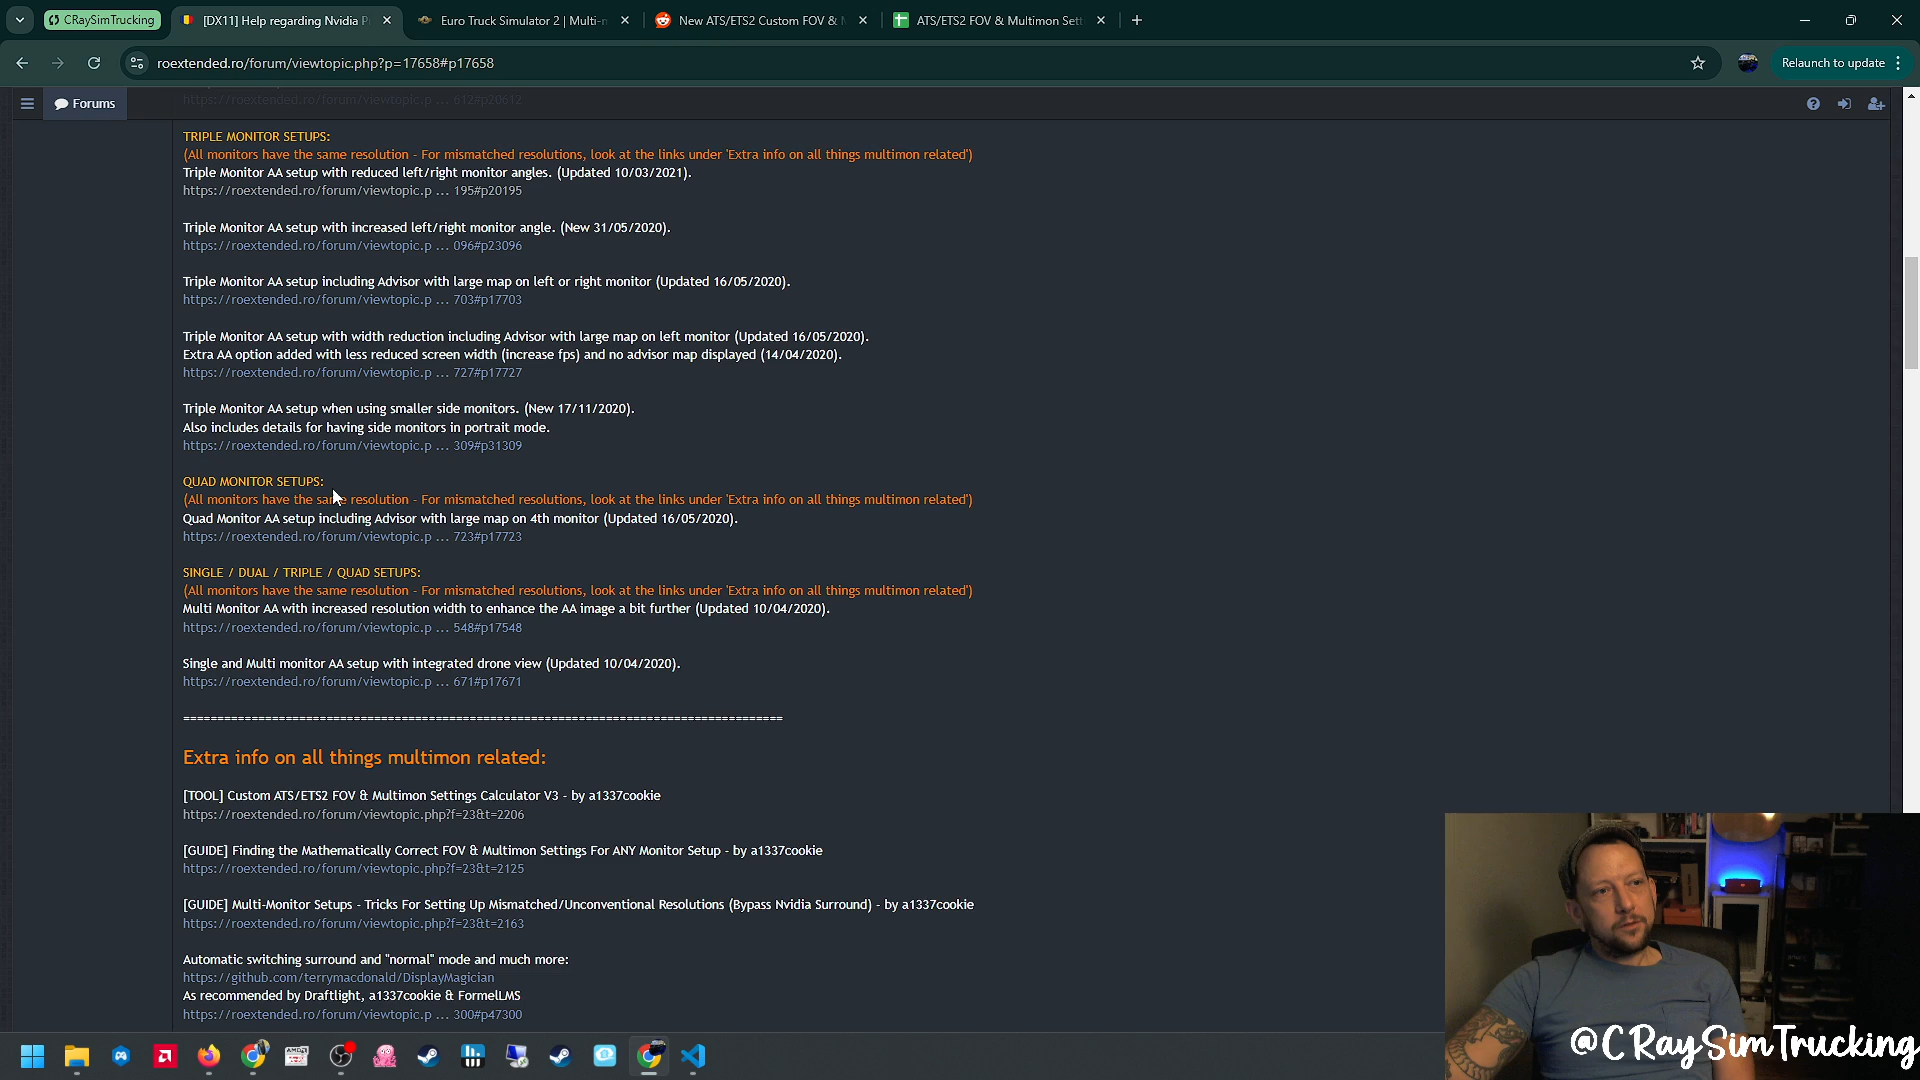 CRaySimTrucking
[DX11] Help regarding Nvidia P
Euro Truck Simulator 2 | Multi-m
New ATS/ETS2 Custom FOV & M
ATS/ETS2 FOV & Multimon Sett
roextended.ro/forum/viewtopic.php?p=17658#p17658
Relaunch to update
Forums
https://roextended.ro/forum/viewtopic.p ... 612#p20612
TRIPLE MONITOR SETUPS:
(All monitors have the same resolution - For mismatched resolutions, look at the links under 'Extra info on all things multimon related')
Triple Monitor AA setup with reduced left/right monitor angles. (Updated 10/03/2021).
https://roextended.ro/forum/viewtopic.p ... 195#p20195
Triple Monitor AA setup with increased left/right monitor angle. (New 31/05/2020).
https://roextended.ro/forum/viewtopic.p ... 096#p23096
Triple Monitor AA setup including Advisor with large map on left or right monitor (Updated 16/05/2020).
https://roextended.ro/forum/viewtopic.p ... 703#p17703
Triple Monitor AA setup with width reduction including Advisor with large map on left monitor (Updated 16/05/2020).
Extra AA option added with less reduced screen width (increase fps) and no advisor map displayed (14/04/2020).
https://roextended.ro/forum/viewtopic.p ... 727#p17727
Triple Monitor AA setup when using smaller side monitors. (New 17/11/2020).
Also includes details for having side monitors in portrait mode.
https://roextended.ro/forum/viewtopic.p ... 309#p31309
QUAD MONITOR SETUPS:
(All monitors have the same resolution - For mismatched resolutions, look at the links under 'Extra info on all things multimon related')
Quad Monitor AA setup including Advisor with large map on 4th monitor (Updated 16/05/2020).
https://roextended.ro/forum/viewtopic.p ... 723#p17723
SINGLE / DUAL / TRIPLE / QUAD SETUPS:
(All monitors have the same resolution - For mismatched resolutions, look at the links under 'Extra info on all things multimon related')
Multi Monitor AA with increased resolution width to enhance the AA image a bit further (Updated 10/04/2020).
https://roextended.ro/forum/viewtopic.p ... 548#p17548
Single and Multi monitor AA setup with integrated drone view (Updated 10/04/2020).
https://roextended.ro/forum/viewtopic.p ... 671#p17671
====================================================================================
Extra info on all things multimon related:
[TOOL] Custom ATS/ETS2 FOV & Multimon Settings Calculator V3 - by a1337cookie
https://roextended.ro/forum/viewtopic.php?f=23&t=2206
[GUIDE] Finding the Mathematically Correct FOV & Multimon Settings For ANY Monitor Setup - by a1337cookie
https://roextended.ro/forum/viewtopic.php?f=23&t=2125
[GUIDE] Multi-Monitor Setups - Tricks For Setting Up Mismatched/Unconventional Resolutions (Bypass Nvidia Surround) - by a1337cookie
https://roextended.ro/forum/viewtopic.php?f=23&t=2163
Automatic switching surround and "normal" mode and much more:
https://github.com/terrymacdonald/DisplayMagician
As recommended by Draftlight, a1337cookie & FormelLMS
https://roextended.ro/forum/viewtopic.p ... 300#p47300
@CRaySimTrucking